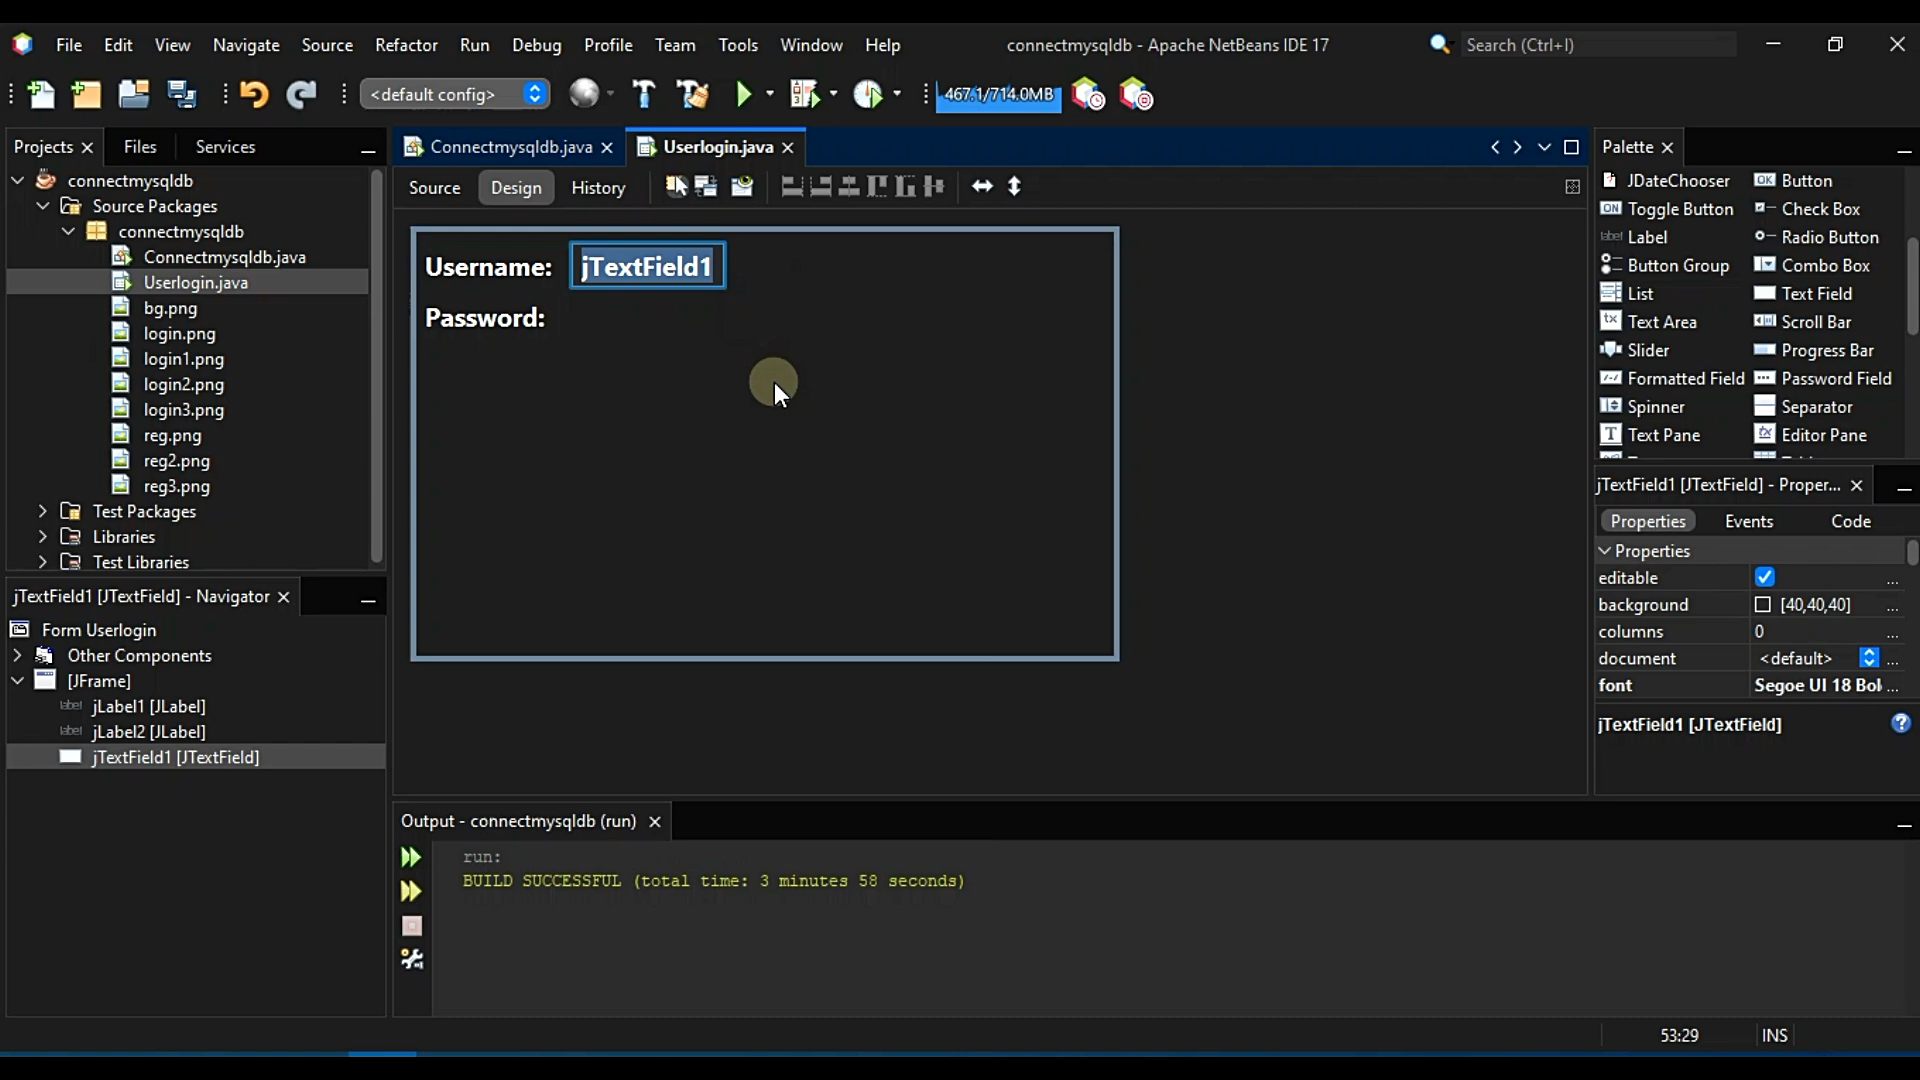 File Edit View Navigate Source Refactor Run Debug Profile Team Tools Window Help connectmysqldb - Apache NetBeans IDE 17 Search (Ctrl+I)
<default config> 467.1/714.0MB
Projects Files Services
connectmysqldb
Source Packages
connectmysqldb
Connectmysqldb.java
Userlogin.java
bg.png
login.png
login1.png
login2.png
login3.png
reg.png
reg2.png
reg3.png
Test Packages
Libraries
Test Libraries
jTextField1 [JTextField] - Navigator
Form Userlogin
Other Components
[JFrame]
label jLabel1 [JLabel]
label jLabel2 [JLabel]
jTextField1 [JTextField]
Connectmysqldb.java Userlogin.java
Source Design History
Username: jTextField1
Password:
Output - connectmysqldb (run)
run:
BUILD SUCCESSFUL (total time: 3 minutes 58 seconds)
Palette
JDateChooser OK Button
ON Toggle Button Check Box
label Label Radio Button
Button Group Combo Box
List Text Field
tx Text Area Scroll Bar
Slider Progress Bar
Formatted Field Password Field
Spinner Separator
T Text Pane Editor Pane
jTextField1 [JTextField] - Proper...
Properties Events Code
Properties
editable ...
background [40,40,40] ...
columns 0 ...
document <default> ...
font Segoe UI 18 Bol ...
jTextField1 [JTextField] ?
53:29 INS